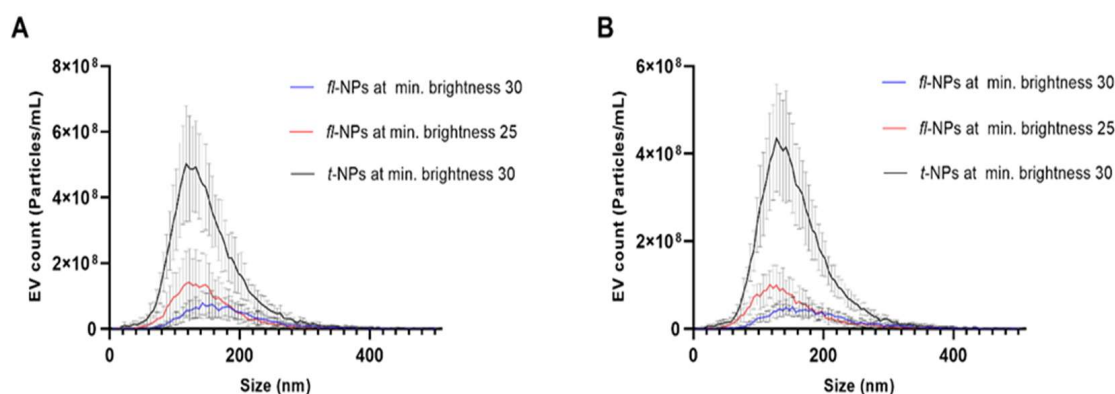 A
8×10⁸
6×10⁸
4×10⁸
2×10⁸
0
EV count (Particles/mL)
0 200 400
Size (nm)
fl-NPs at min. brightness 30
fl-NPs at min. brightness 25
t-NPs at min. brightness 30
B
6×10⁸
4×10⁸
2×10⁸
0
EV count (Particles/mL)
0 200 400
Size (nm)
fl-NPs at min. brightness 30
fl-NPs at min. brightness 25
t-NPs at min. brightness 30